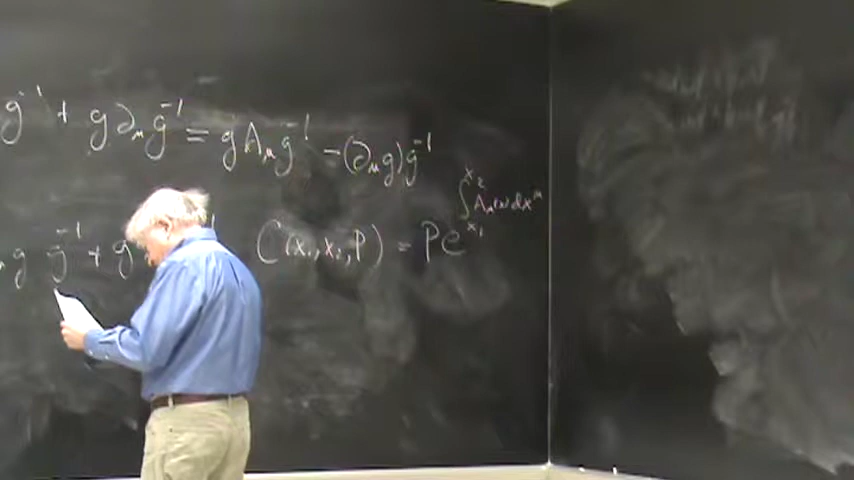 g⁻¹ + g∂_μ g⁻¹ = g A_μ g⁻¹ - (∂_μ g) g⁻¹
g g⁻¹ + g
C(x₁, x₂, P) = P e^{∫_{x₁}^{x₂} A_μ(x) dx^μ}